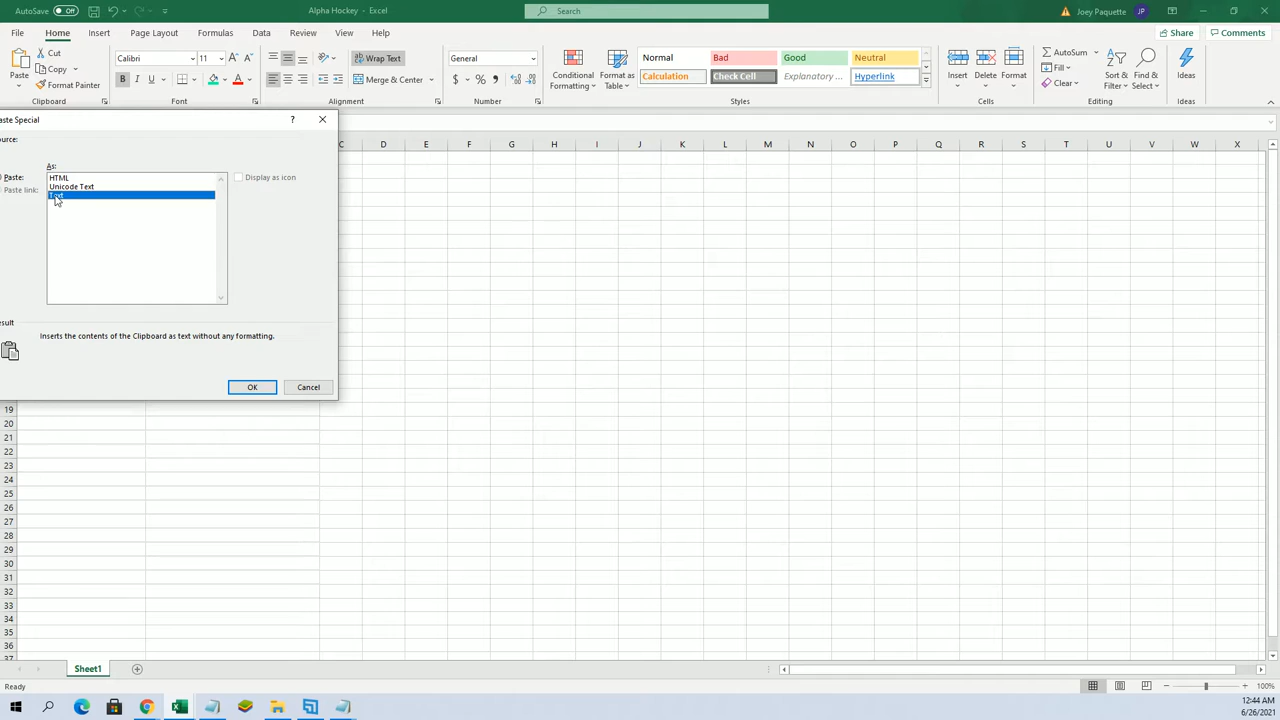 AutoSave Off Alpha Hockey - Excel Search Joey Paquette JP
File Home Insert Page Layout Formulas Data Review View Help Share Comments
Paste Cut Copy Format Painter Clipboard
Calibri 11 B I U A Font
Wrap Text Merge & Center Alignment
General $ % Number
Conditional Formatting Format as Table
Normal Bad Good Neutral
Calculation Check Cell Explanatory ... Hyperlink
Styles
Insert Delete Format Cells
AutoSum Fill Clear Sort & Filter Find & Select Editing
Ideas Ideas
aste Special ?
ource:
As:
Paste:
Paste link:
HTML
Unicode Text
Text
Display as icon
esult
Inserts the contents of the Clipboard as text without any formatting.
OK Cancel
C D E F G H I J K L M N O P Q R S T U V W X
19
20
21
22
23
24
25
26
27
28
29
30
31
32
33
34
35
36
37
Sheet1
Ready 100%
12:44 AM
6/26/2021